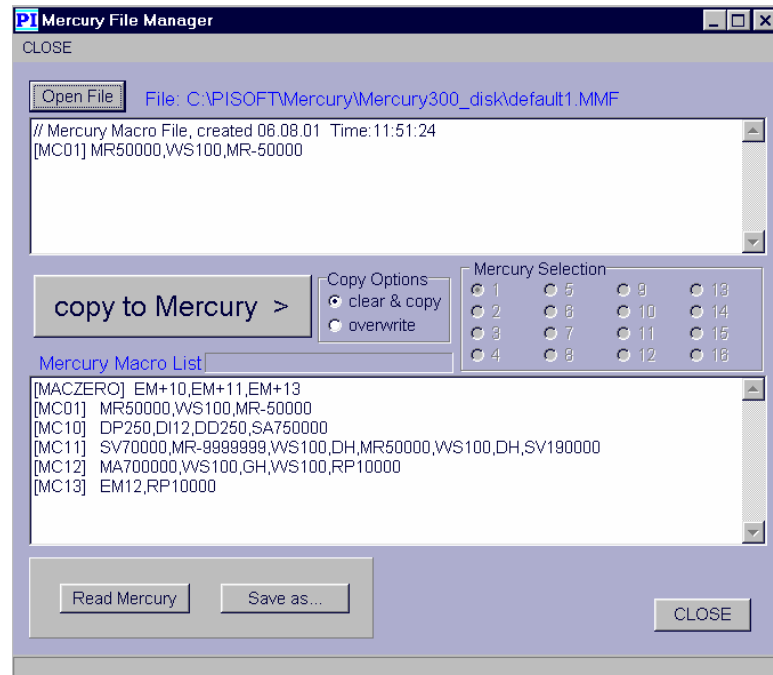 PI Mercury File Manager
CLOSE
Open File File: C:\PISOFT\Mercury\Mercury300_disk\default1.MMF
// Mercury Macro File, created 06.08.01 Time:11:51:24
[MC01] MR50000,WS100,MR-50000
copy to Mercury >
Copy Options
clear & copy
overwrite
Mercury Selection
1 5 9 13
2 6 10 14
3 7 11 15
4 8 12 16
Mercury Macro List
[MACZERO] EM+10,EM+11,EM+13
[MC01] MR50000,WS100,MR-50000
[MC10] DP250,DI12,DD250,SA750000
[MC11] SV70000,MR-9999999,WS100,DH,MR50000,WS100,DH,SV190000
[MC12] MA700000,WS100,GH,WS100,RP10000
[MC13] EM12,RP10000
Read Mercury Save as...
CLOSE